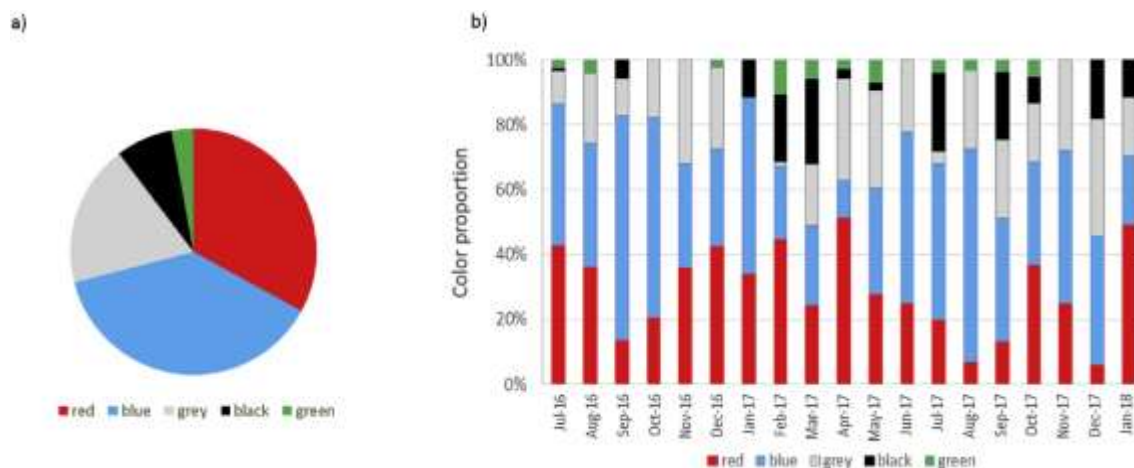 a)
red blue grey black green
b)
Color proportion
100%
80%
60%
40%
20%
0%
Jul-16
Aug-16
Sep-16
Oct-16
Nov-16
Dec-16
Jan-17
Feb-17
Mar-17
Apr-17
May-17
Jun-17
Jul-17
Aug-17
Sep-17
Oct-17
Nov-17
Dec-17
Jan-18
red blue grey black green